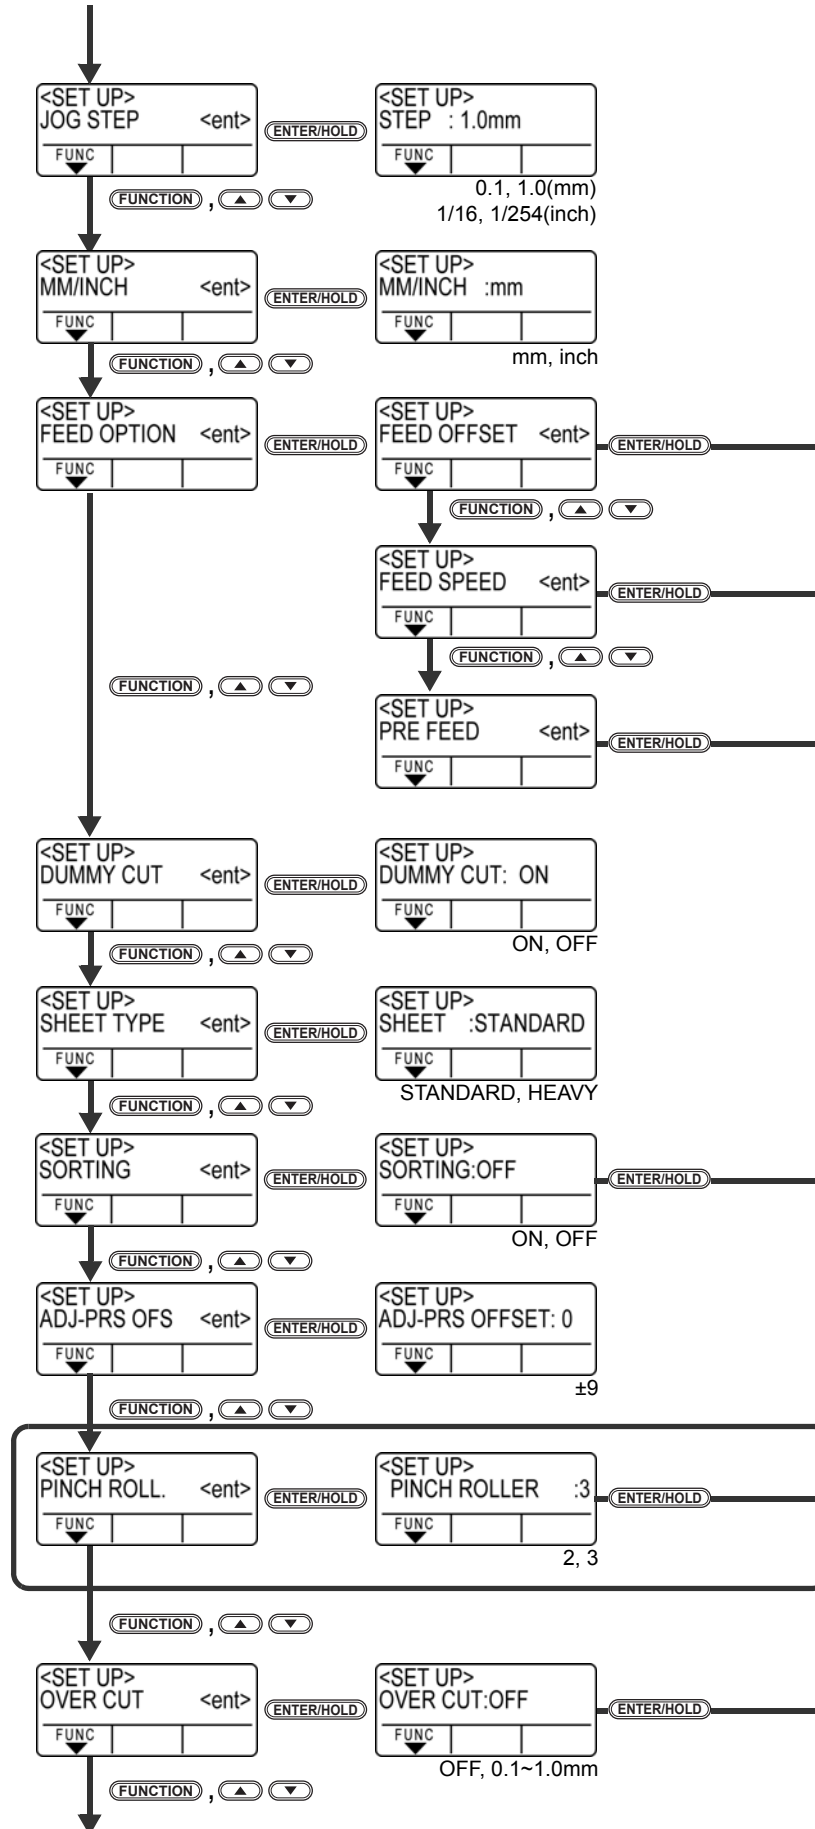 <SET UP>
JOG STEP <ent>
FUNC
ENTER/HOLD
<SET UP>
STEP : 1.0mm
FUNC
0.1, 1.0(mm)
1/16, 1/254(inch)
FUNCTION , ▲ ▼
<SET UP>
MM/INCH <ent>
FUNC
ENTER/HOLD
<SET UP>
MM/INCH :mm
FUNC
mm, inch
FUNCTION , ▲ ▼
<SET UP>
FEED OPTION <ent>
FUNC
ENTER/HOLD
<SET UP>
FEED OFFSET <ent>
FUNC
ENTER/HOLD
FUNCTION , ▲ ▼
<SET UP>
FEED SPEED <ent>
FUNC
ENTER/HOLD
FUNCTION , ▲ ▼
FUNCTION , ▲ ▼
<SET UP>
PRE FEED <ent>
FUNC
ENTER/HOLD
<SET UP>
DUMMY CUT <ent>
FUNC
ENTER/HOLD
<SET UP>
DUMMY CUT: ON
FUNC
ON, OFF
FUNCTION , ▲ ▼
<SET UP>
SHEET TYPE <ent>
FUNC
ENTER/HOLD
<SET UP>
SHEET :STANDARD
FUNC
STANDARD, HEAVY
FUNCTION , ▲ ▼
<SET UP>
SORTING <ent>
FUNC
ENTER/HOLD
<SET UP>
SORTING:OFF
FUNC
ENTER/HOLD
ON, OFF
FUNCTION , ▲ ▼
<SET UP>
ADJ-PRS OFS <ent>
FUNC
ENTER/HOLD
<SET UP>
ADJ-PRS OFFSET: 0
FUNC
±9
FUNCTION , ▲ ▼
<SET UP>
PINCH ROLL. <ent>
FUNC
ENTER/HOLD
<SET UP>
PINCH ROLLER :3
FUNC
ENTER/HOLD
2, 3
FUNCTION , ▲ ▼
<SET UP>
OVER CUT <ent>
FUNC
ENTER/HOLD
<SET UP>
OVER CUT:OFF
FUNC
ENTER/HOLD
OFF, 0.1~1.0mm
FUNCTION , ▲ ▼